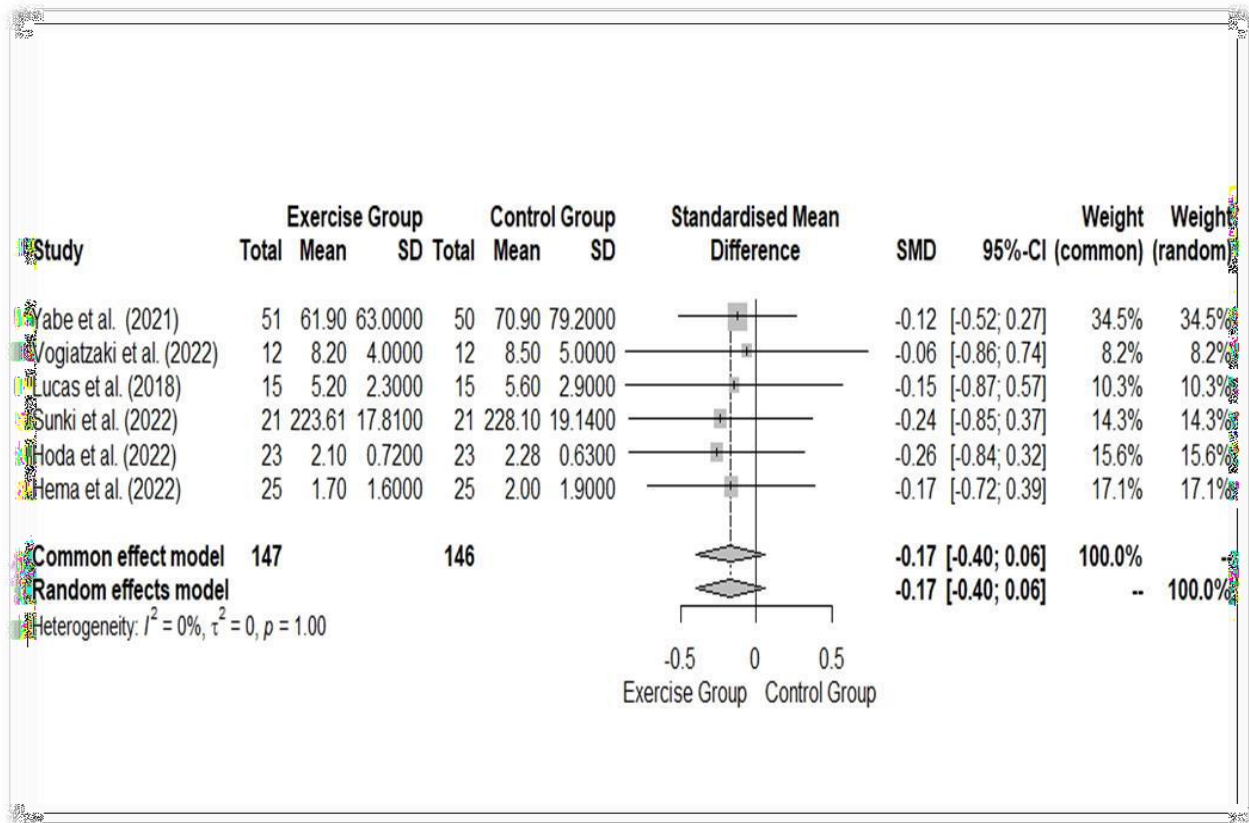 Exercise Group Control Group Standardised Mean Weight Weight
Study Total Mean SD Total Mean SD Difference SMD 95%-CI (common) (random)
Yabe et al. (2021) 51 61.90 63.0000 50 70.90 79.2000 -0.12 [-0.52; 0.27] 34.5% 34.5%
Vogiatzaki et al. (2022) 12 8.20 4.0000 12 8.50 5.0000 -0.06 [-0.86; 0.74] 8.2% 8.2%
Lucas et al. (2018) 15 5.20 2.3000 15 5.60 2.9000 -0.15 [-0.87; 0.57] 10.3% 10.3%
Sunki et al. (2022) 21 223.61 17.8100 21 228.10 19.1400 -0.24 [-0.85; 0.37] 14.3% 14.3%
Hoda et al. (2022) 23 2.10 0.7200 23 2.28 0.6300 -0.26 [-0.84; 0.32] 15.6% 15.6%
Hema et al. (2022) 25 1.70 1.6000 25 2.00 1.9000 -0.17 [-0.72; 0.39] 17.1% 17.1%
Common effect model 147 146 -0.17 [-0.40; 0.06] 100.0% --
Random effects model -0.17 [-0.40; 0.06] -- 100.0%
Heterogeneity: I² = 0%, τ² = 0, p = 1.00
-0.5 0 0.5
Exercise Group Control Group